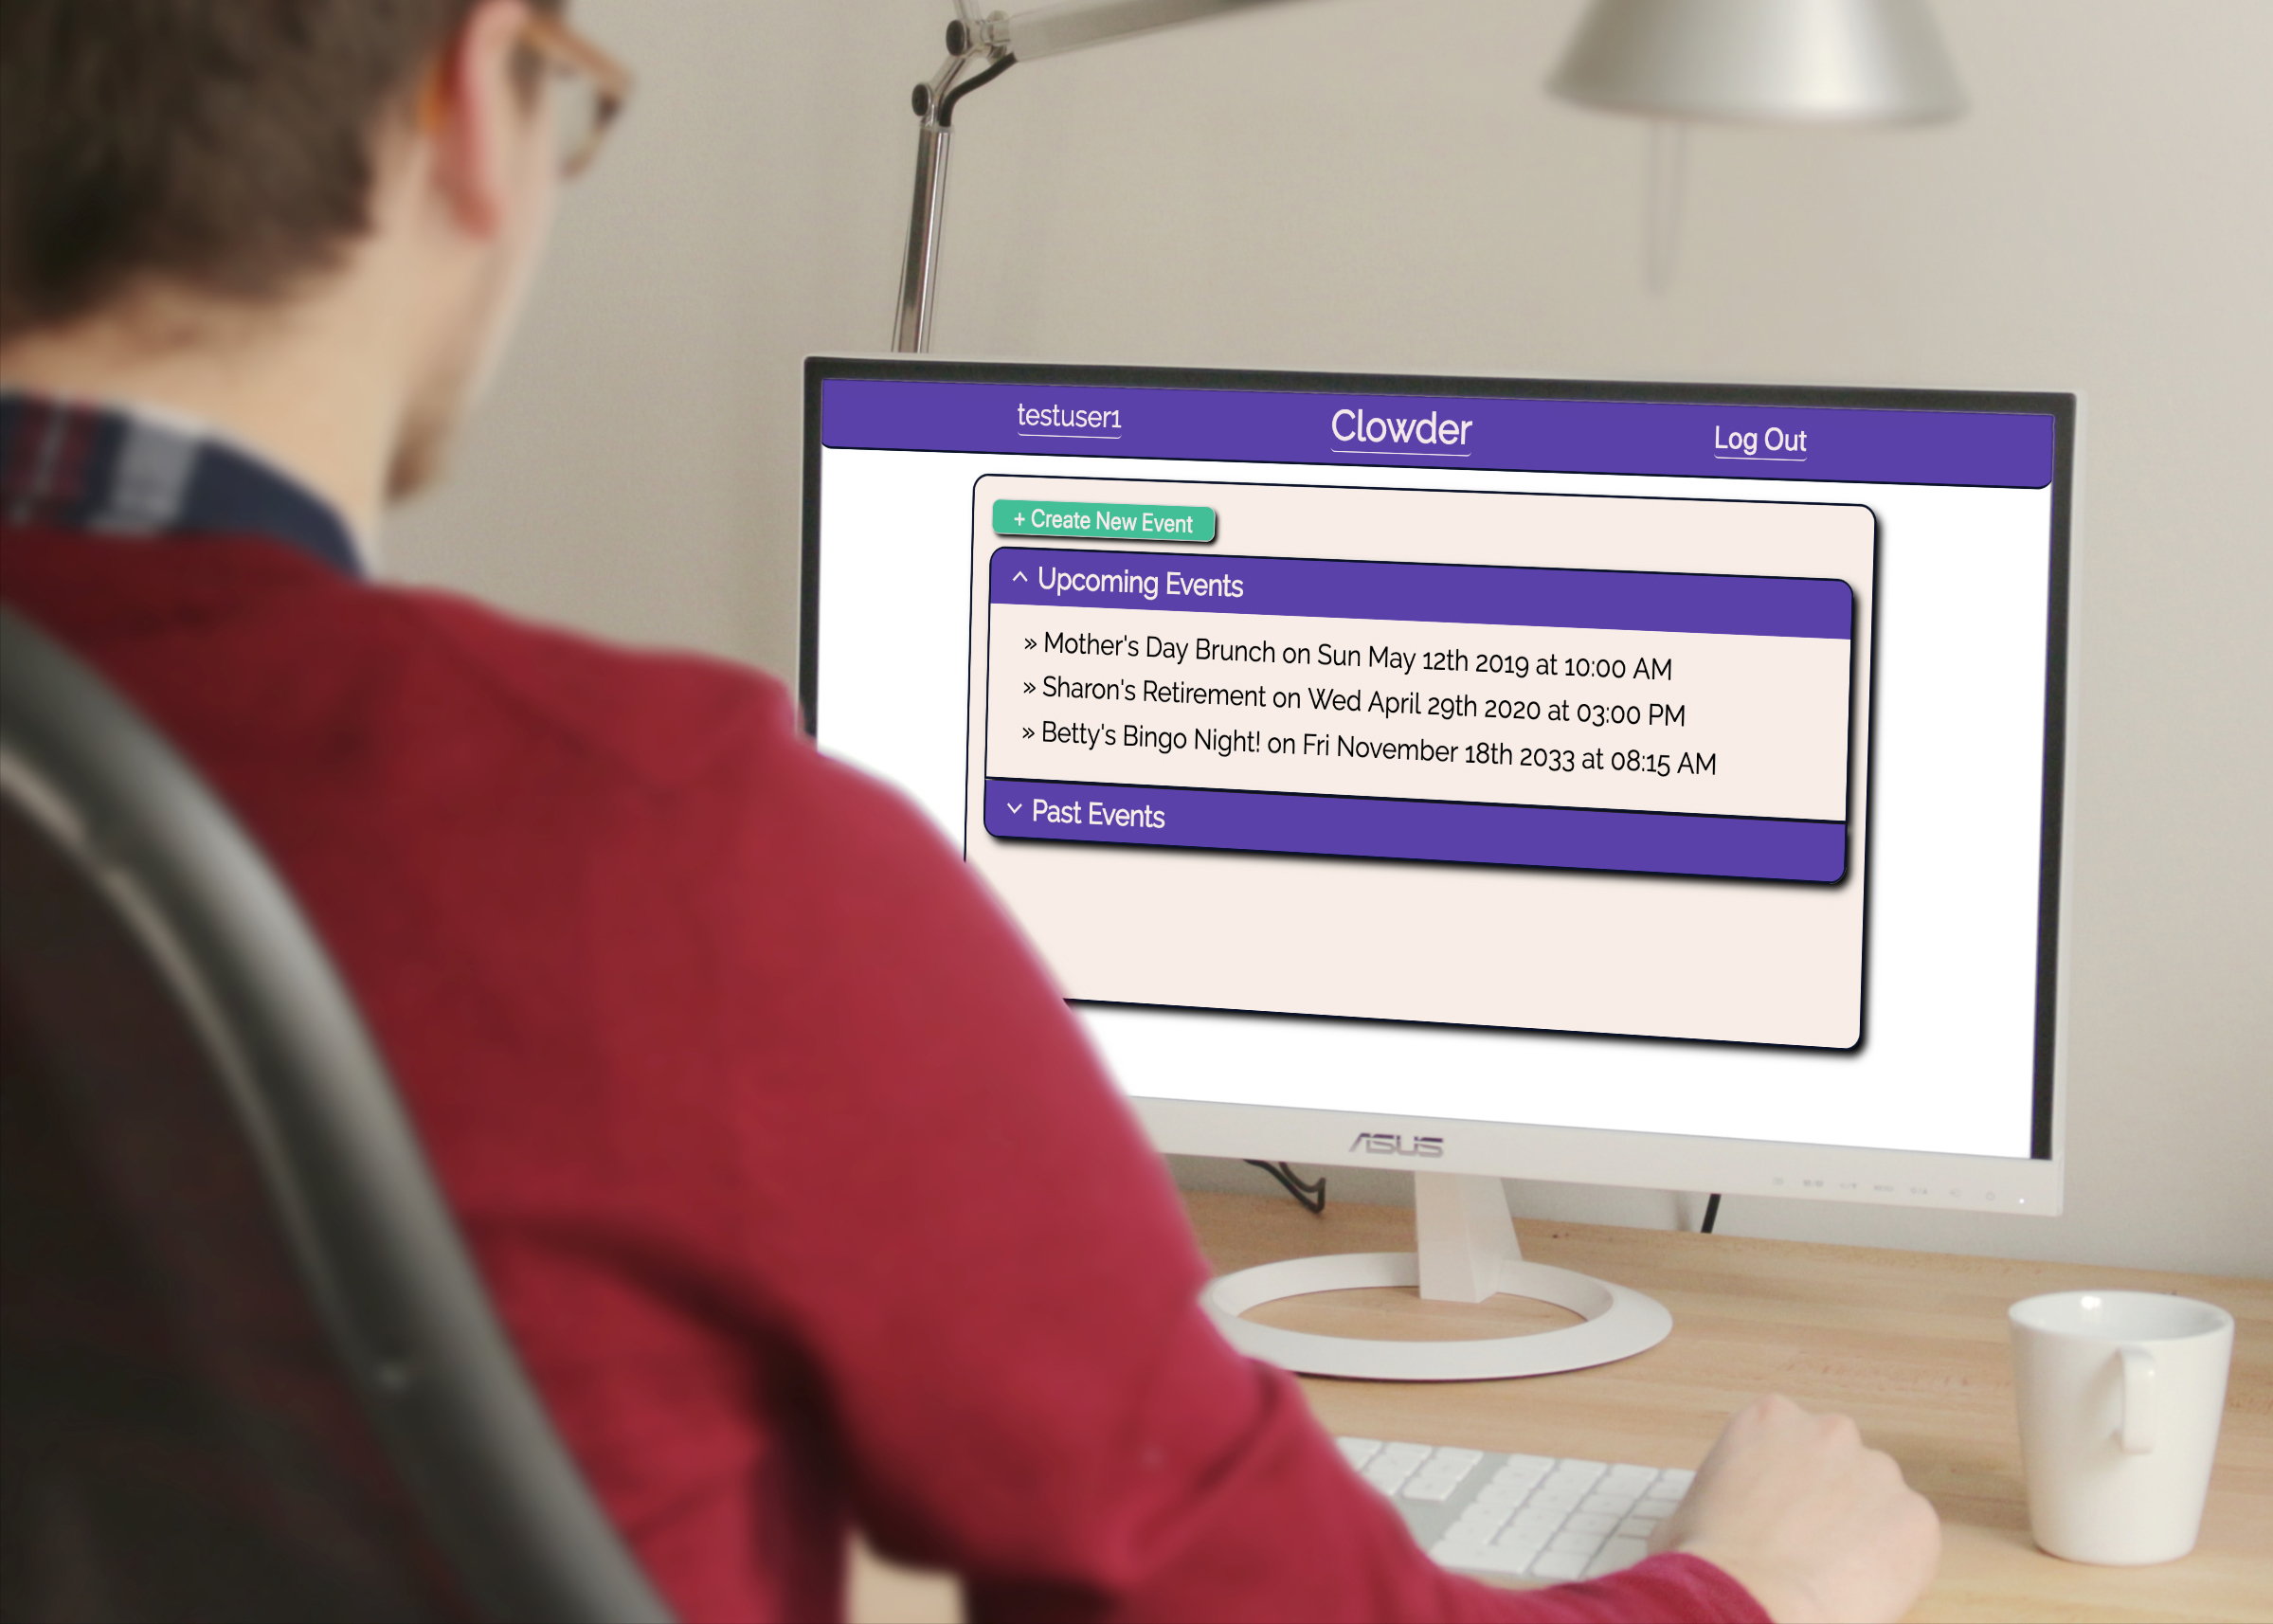 testuser1
Clowder
Log Out
+ Create New Event
Upcoming Events
» Mother's Day Brunch on Sun May 12th 2019 at 10:00 AM
» Sharon's Retirement on Wed April 29th 2020 at 03:00 PM
» Betty's Bingo Night! on Fri November 18th 2033 at 08:15 AM
Past Events
ASUS